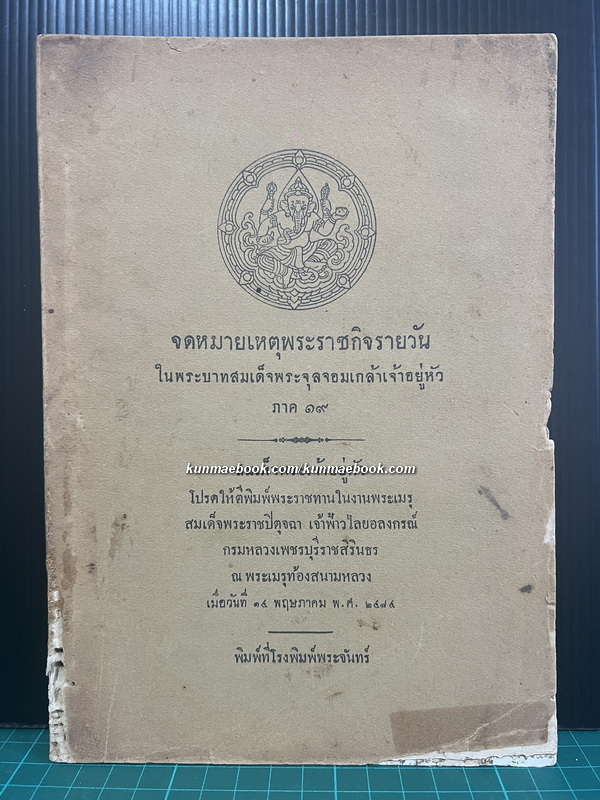 จดหมายเหตุพระราชกิจรายวัน
ในพระบาทสมเด็จพระจุลจอมเกล้าเจ้าอยู่หัว
ภาค ๑๙
kunmaebook.com/kunmaebook.com
โปรดให้ตีพิมพ์พระราชทานในงานพระเมรุ
สมเด็จพระราชปิตุจฉา เจ้าฟ้าวไลยอลงกรณ์
กรมหลวงเพชรบุรีราชสิรินธร
ณ พระเมรุท้องสนามหลวง
เมื่อวันที่ ๑๔ พฤษภาคม พ.ศ. ๒๔๘๔
พิมพ์ที่โรงพิมพ์พระจันทร์